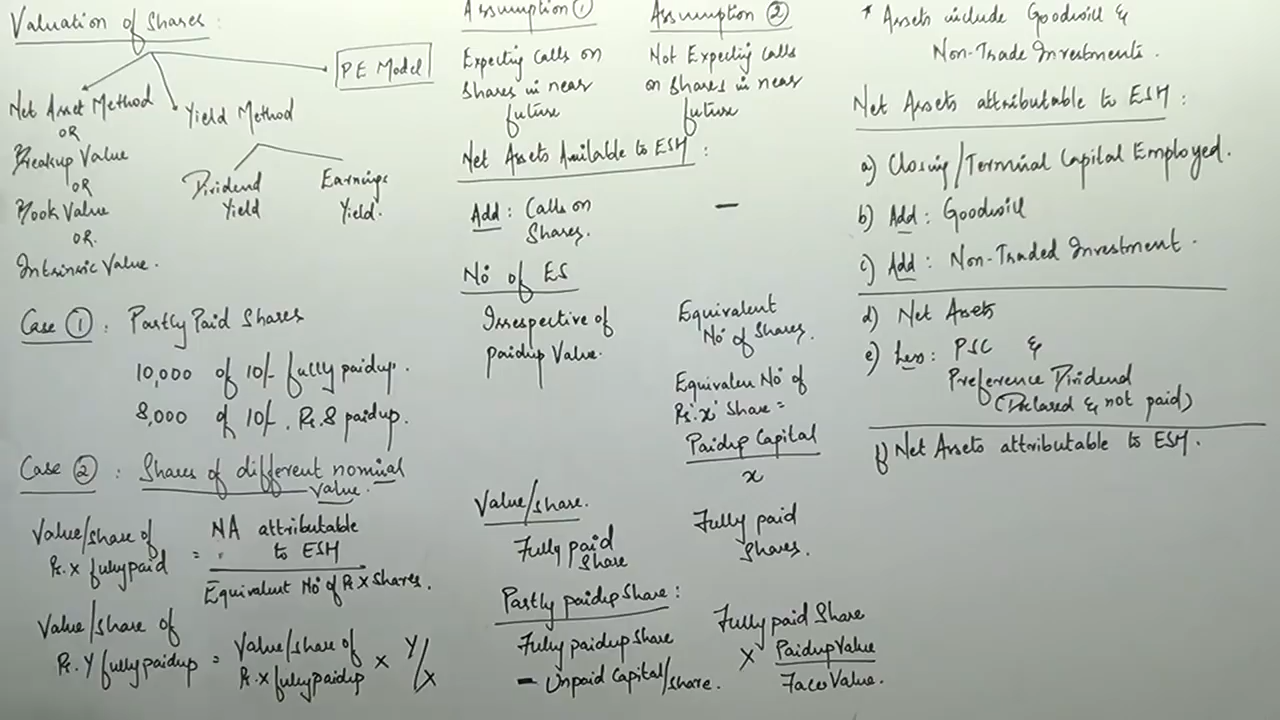 Valuation of Shares :
PE Model
Net Asset Method
OR
Breakup Value
OR
Book Value
OR.
Intrinsic Value.
Yield Method
Dividend
Yield
Earnings
Yield.
Case ① : Partly Paid Shares
10,000 of 10/- fully paidup.
8,000 of 10/-. Rs.8 paidup.
Case ② : Shares of different nominal
value.
Value/share of
Rs.X fully paid
= NA attributable
to ESH
Equivalent No of Rs X Shares.
Value/share of
Rs.Y fully paidup = Value/share of
Rs.X fully paidup × Y/X
Assumption ①
Expecting Calls on
Shares in near
future
Assumption ②
Not Expecting Calls
on Shares in near
future
Net Assets Available to ESH :
Add : Calls on
Shares.
—
No of ES
Irrespective of
paidup Value.
Equivalent
No of Shares.
Equivalen No of
Rs.'x' Share =
Paidup Capital
x
Value/share.
Fully paid
Share
Fully paid
Shares.
Partly paidup Share :
Fully paidup Share
- Unpaid Capital/share.
Fully paid Share
× Paidup Value
Face Value.
* Assets include Goodwill &
Non-Trade Investments.
Net Assets attributable to ESH :
a) Closing/Terminal Capital Employed.
b) Add : Goodwill
c) Add : Non-Traded Investment.
d) Net Assets
e) Less : PSC &
Preference Dividend
(Declared & not paid)
f) Net Assets attributable to ESH.